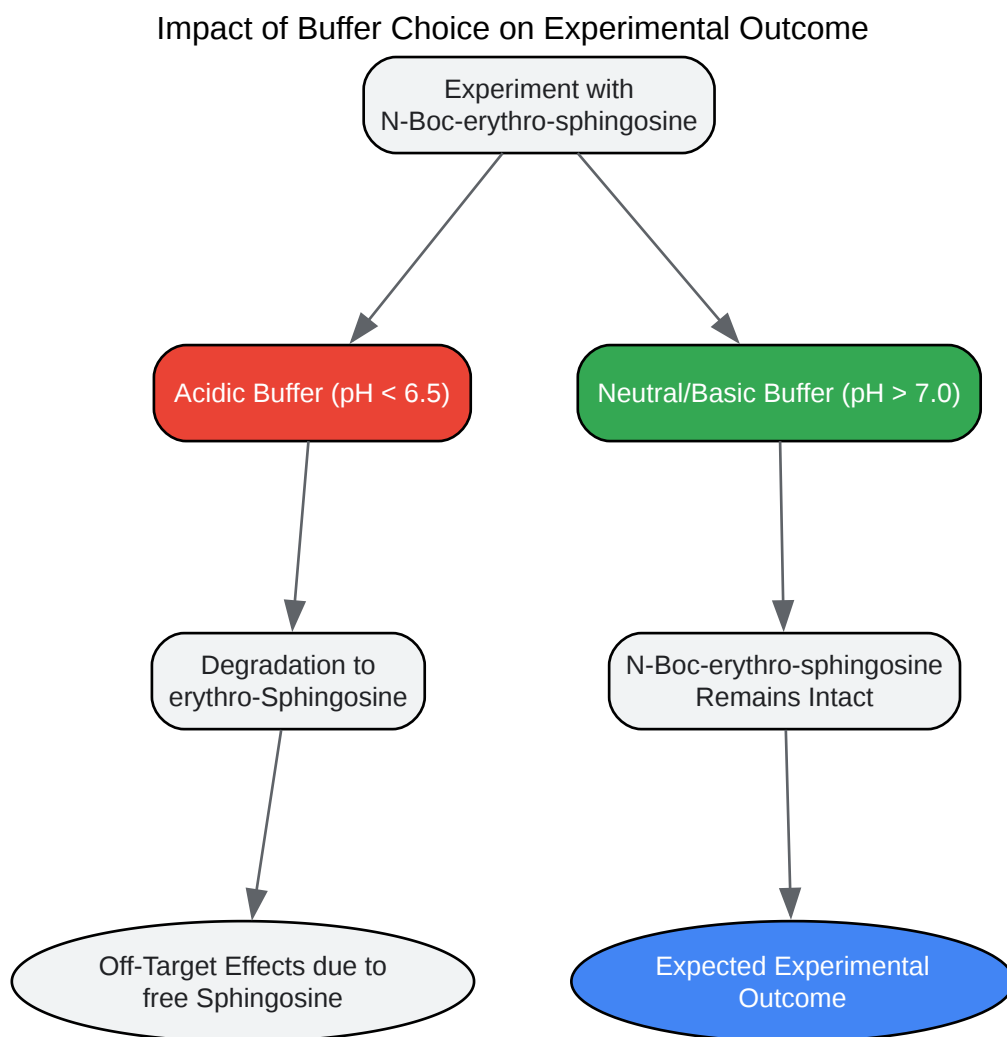 Impact of Buffer Choice on Experimental Outcome
Experiment with
N-Boc-erythro-sphingosine
Acidic Buffer (pH < 6.5)
Neutral/Basic Buffer (pH > 7.0)
Degradation to
erythro-Sphingosine
N-Boc-erythro-sphingosine
Remains Intact
Off-Target Effects due to
free Sphingosine
Expected Experimental
Outcome